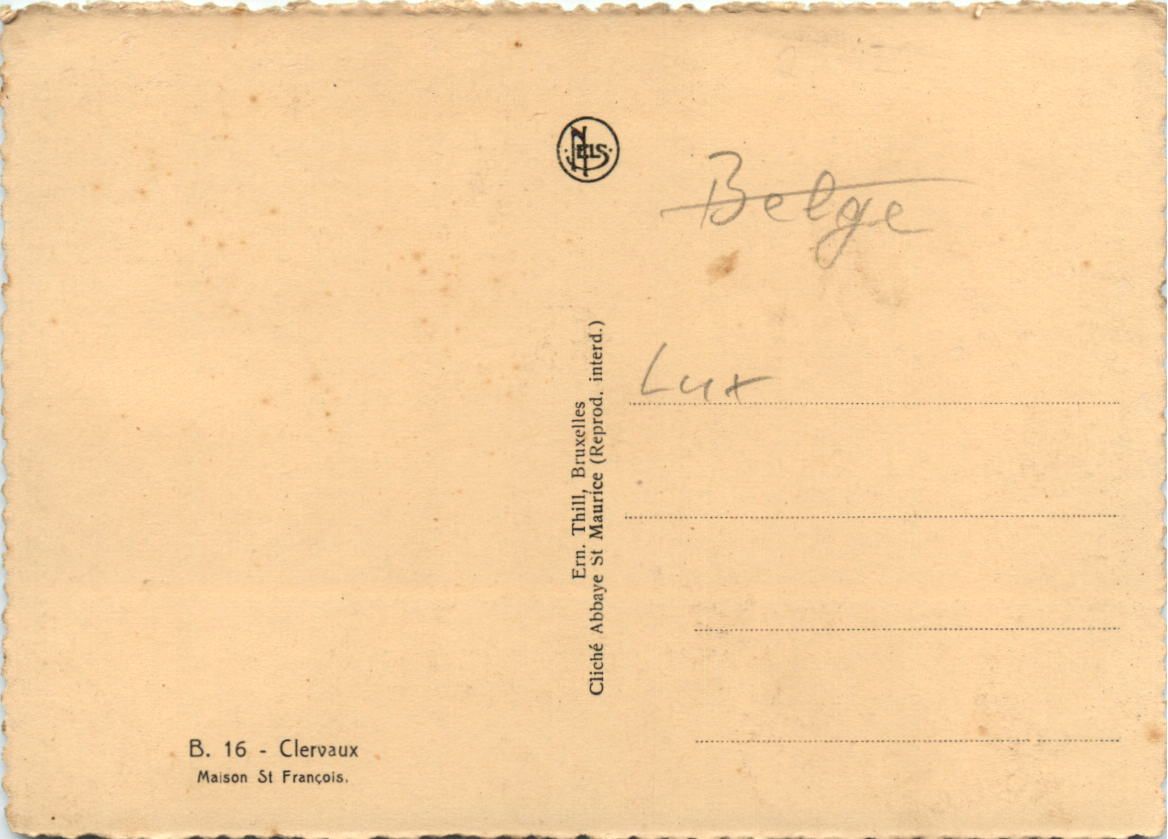 NELS
Belge
Lux
Ern. Thill, Bruxelles
Cliché Abbaye St Maurice (Reprod. interd.)
B. 16 - Clervaux
Maison St François.